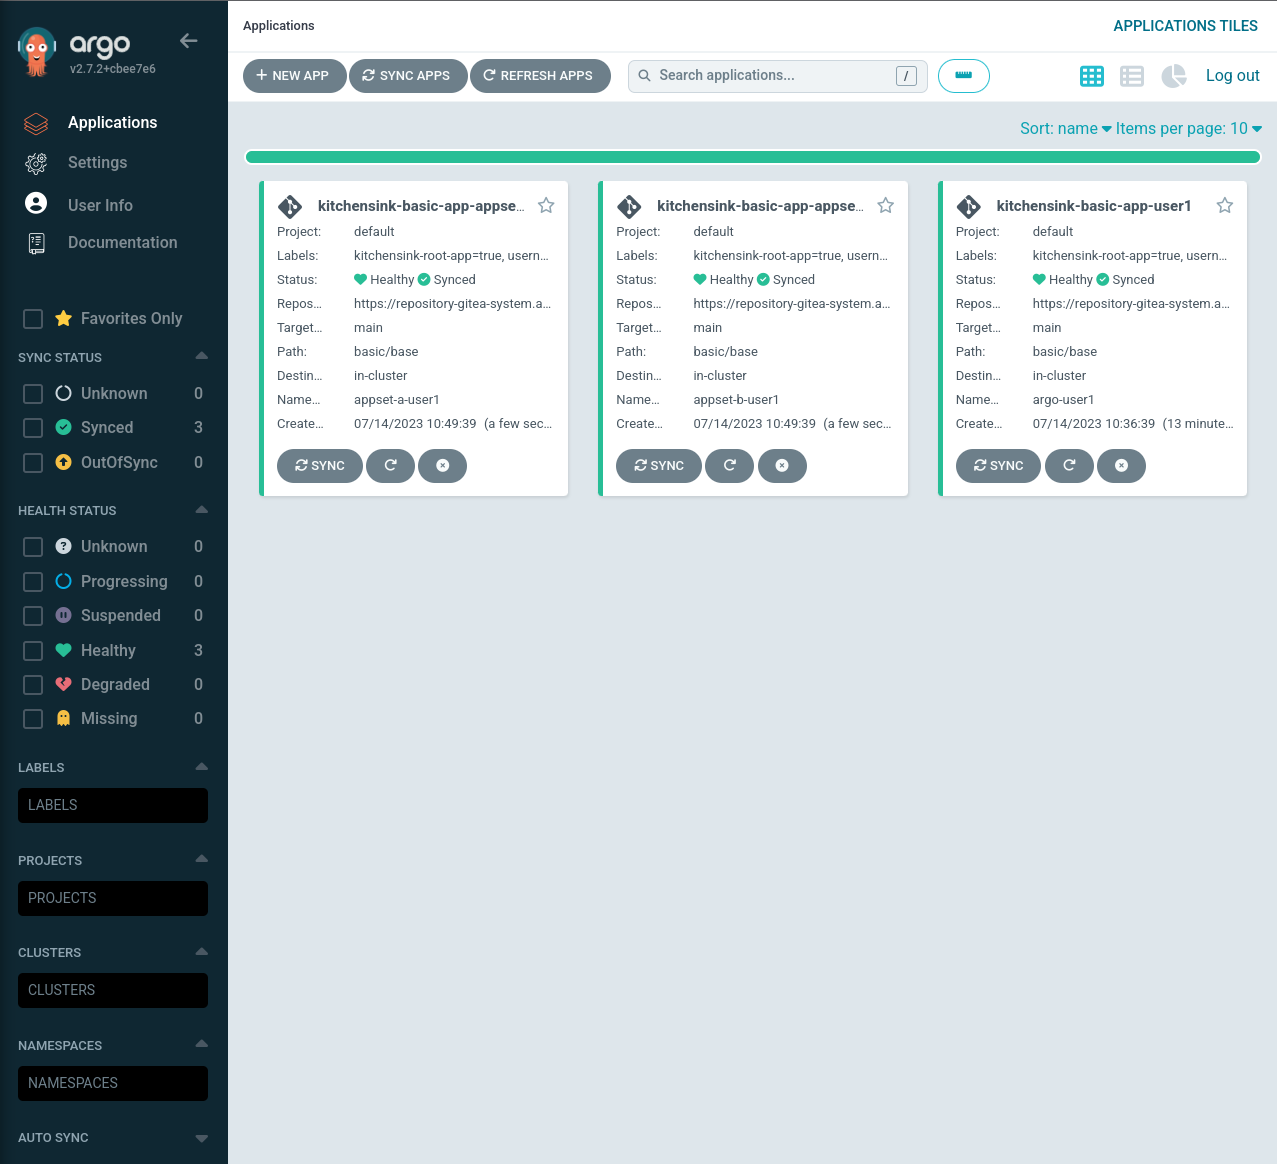 argo
v2.7.2+cbee7e6
Applications
Settings
User Info
Documentation
Favorites Only
SYNC STATUS
Unknown 0
Synced 3
OutOfSync 0
HEALTH STATUS
Unknown 0
Progressing 0
Suspended 0
Healthy 3
Degraded 0
Missing 0
LABELS
LABELS
PROJECTS
PROJECTS
CLUSTERS
CLUSTERS
NAMESPACES
NAMESPACES
AUTO SYNC
Applications APPLICATIONS TILES
NEW APP SYNC APPS REFRESH APPS Search applications... / Log out
Sort: name Items per page: 10
kitchensink-basic-app-appse...
Project: default
Labels: kitchensink-root-app=true, usern...
Status: Healthy Synced
Repos... https://repository-gitea-system.a...
Target... main
Path: basic/base
Destin... in-cluster
Name... appset-a-user1
Create... 07/14/2023 10:49:39 (a few sec...
SYNC
kitchensink-basic-app-appse...
Project: default
Labels: kitchensink-root-app=true, usern...
Status: Healthy Synced
Repos... https://repository-gitea-system.a...
Target... main
Path: basic/base
Destin... in-cluster
Name... appset-b-user1
Create... 07/14/2023 10:49:39 (a few sec...
SYNC
kitchensink-basic-app-user1
Project: default
Labels: kitchensink-root-app=true, usern...
Status: Healthy Synced
Repos... https://repository-gitea-system.a...
Target... main
Path: basic/base
Destin... in-cluster
Name... argo-user1
Create... 07/14/2023 10:36:39 (13 minute...
SYNC